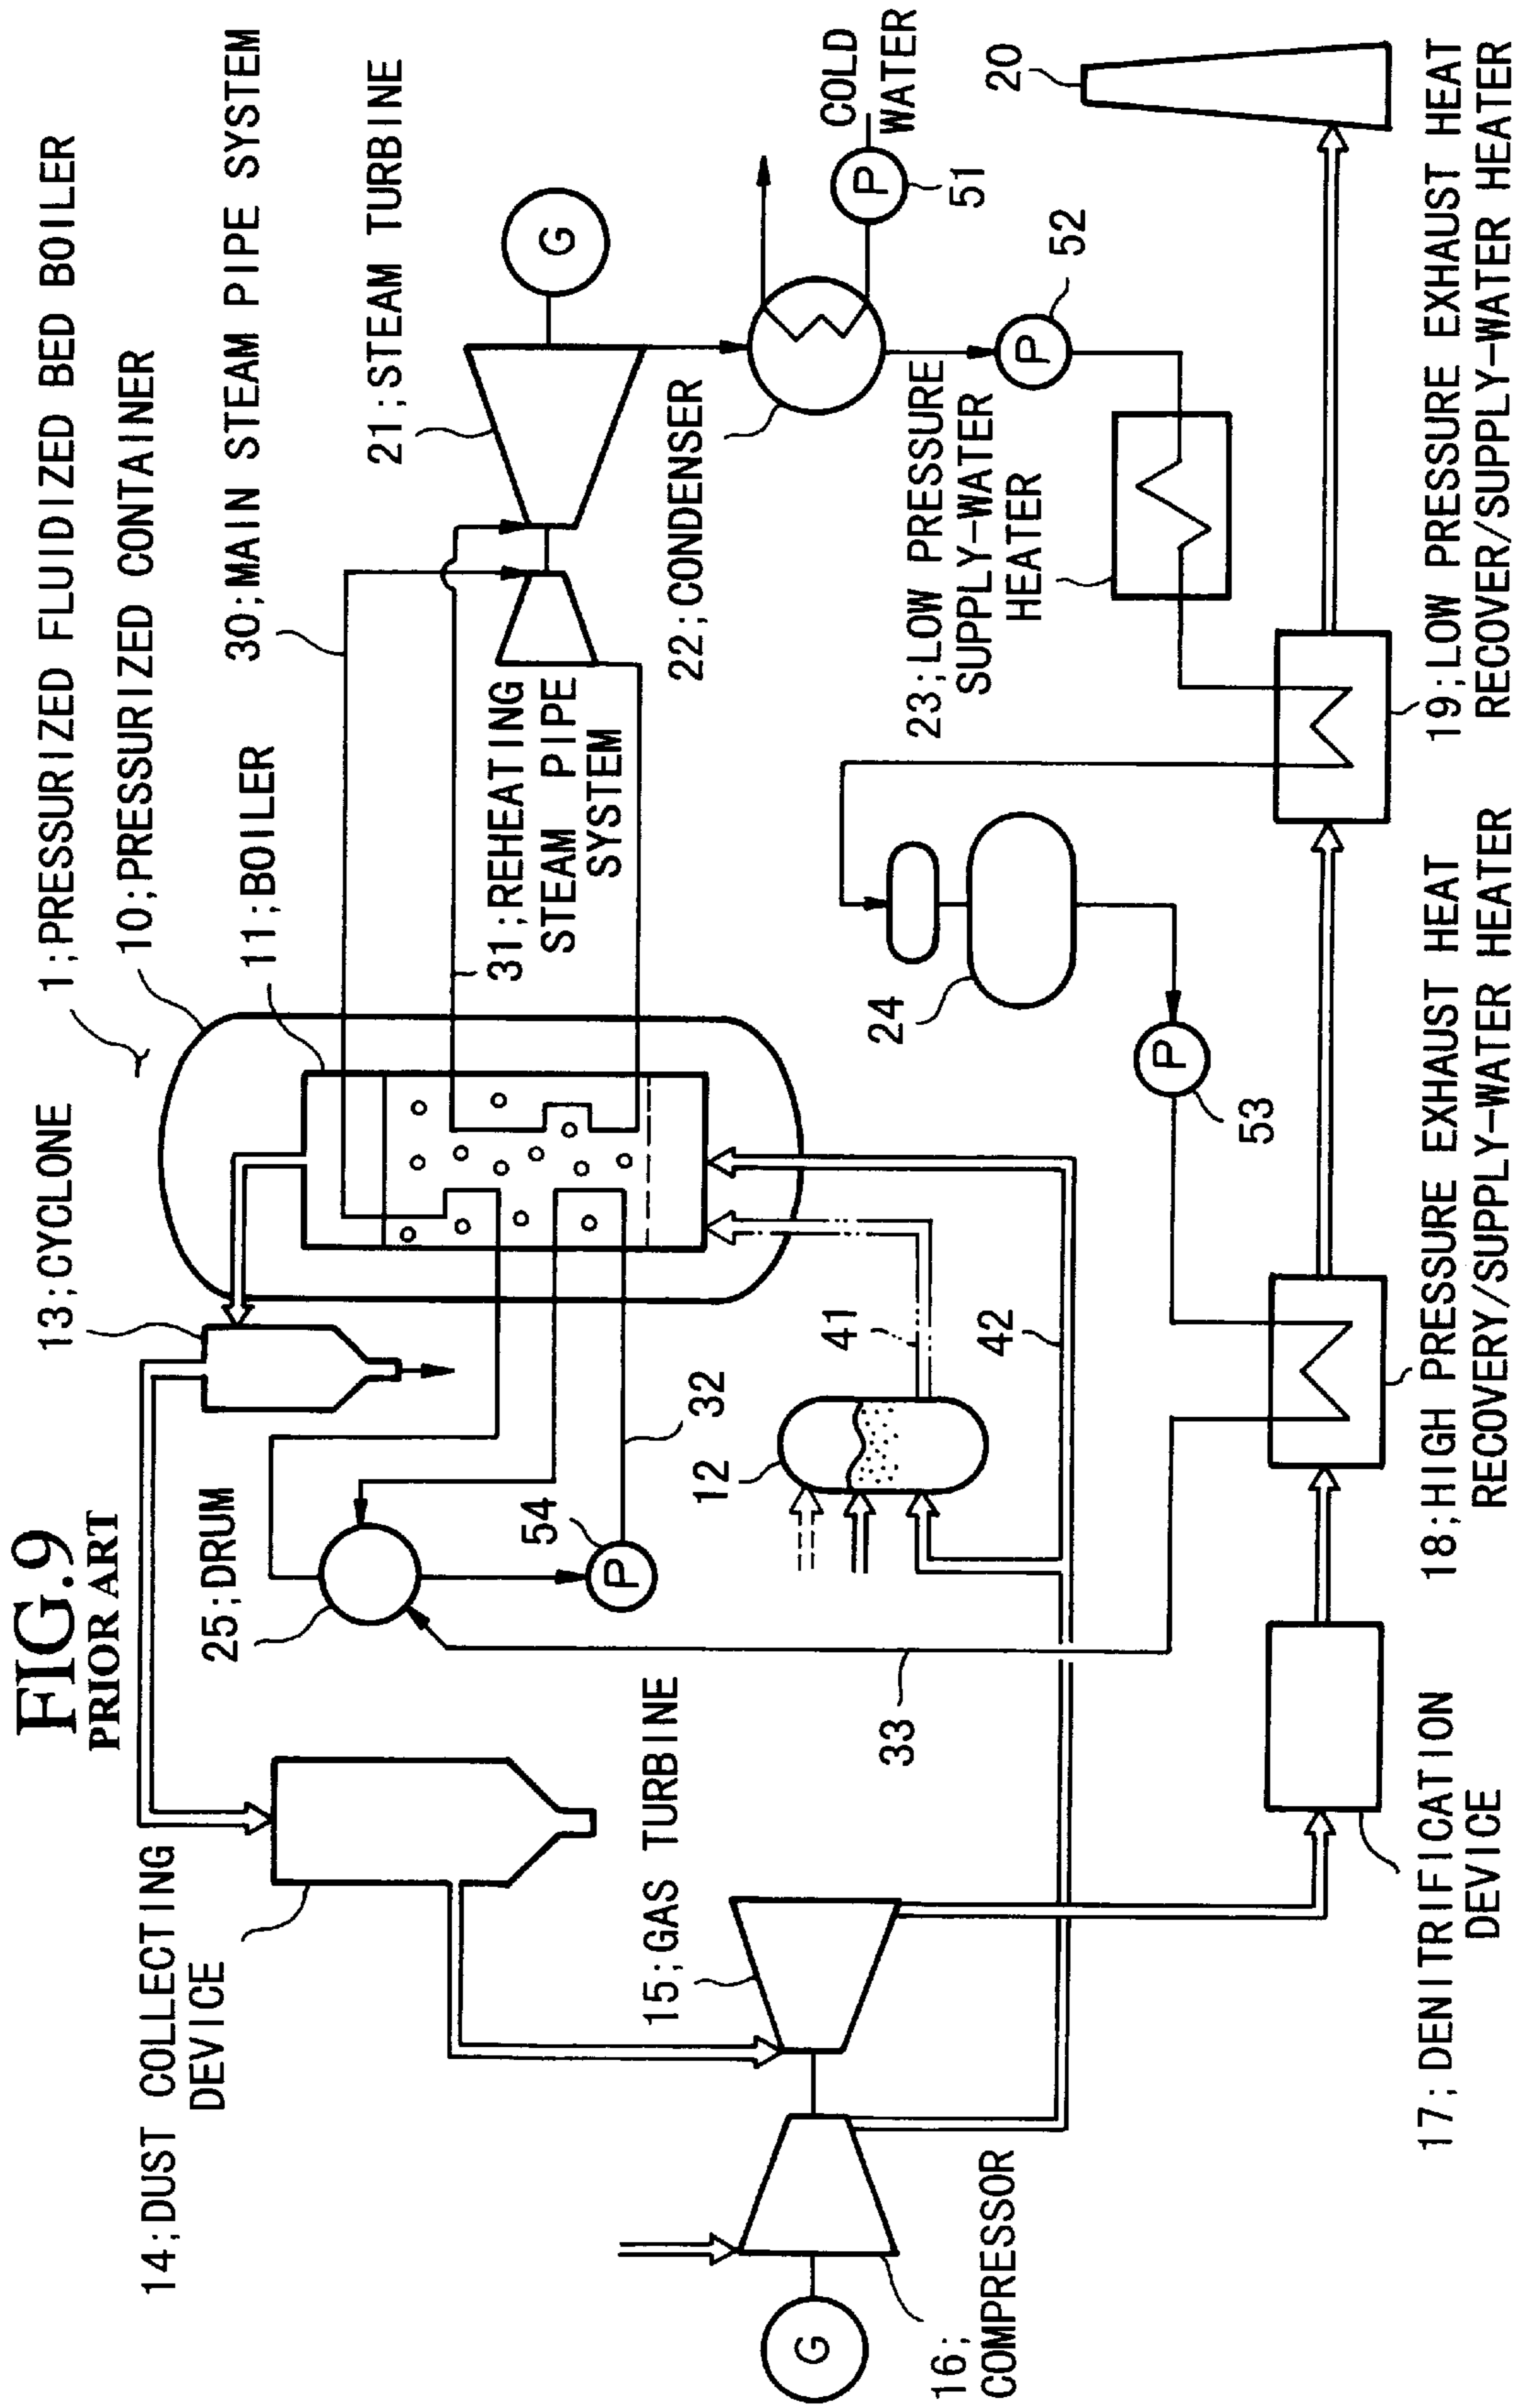 FIG.9
PRIOR ART
1;PRESSURIZED FLUIDIZED BED BOILER
10;PRESSURIZED CONTAINER
11;BOILER
30;MAIN STEAM PIPE SYSTEM
21;STEAM TURBINE
G
13;CYCLONE
14;DUST COLLECTING
DEVICE
25;DRUM
54
P
32
31;REHEATING
STEAM PIPE
SYSTEM
22;CONDENSER
COLD
WATER
P
51
52
P
23;LOW PRESSURE
SUPPLY-WATER
HEATER
15;GAS TURBINE
12
41
42
24
P
53
33
20
G
16;
COMPRESSOR
17;DENITRIFICATION
DEVICE
18;HIGH PRESSURE EXHAUST HEAT
RECOVERY/SUPPLY-WATER HEATER
19;LOW PRESSURE EXHAUST HEAT
RECOVER/SUPPLY-WATER HEATER